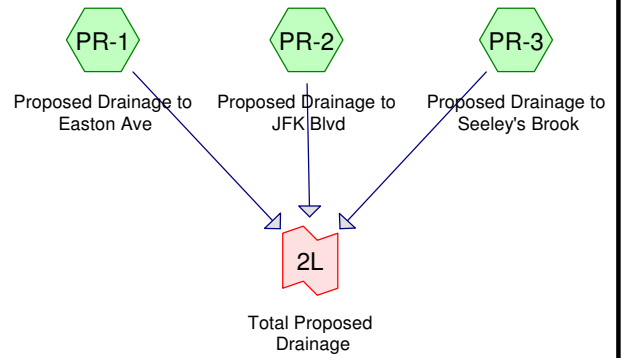 PR-1
PR-2
PR-3
Proposed Drainage to
Easton Ave
Proposed Drainage to
JFK Blvd
Proposed Drainage to
Seeley's Brook
2L
Total Proposed
Drainage